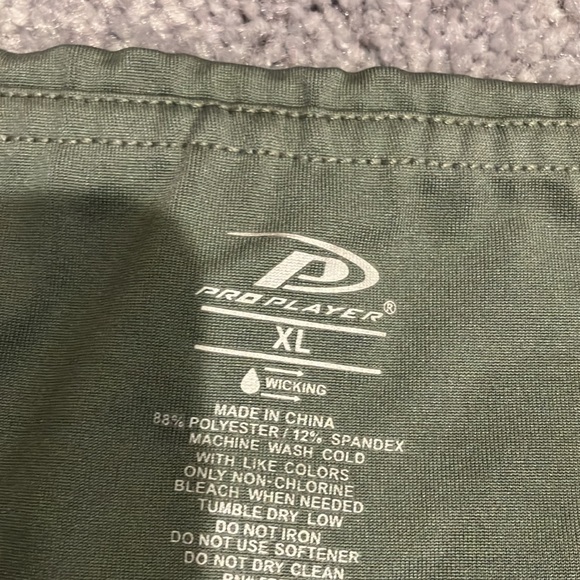 P
PRO PLAYER®
XL
WICKING
MADE IN CHINA
88% POLYESTER / 12% SPANDEX
MACHINE WASH COLD
WITH LIKE COLORS
ONLY NON-CHLORINE
BLEACH WHEN NEEDED
TUMBLE DRY LOW
DO NOT IRON
DO NOT USE SOFTENER
DO NOT DRY CLEAN